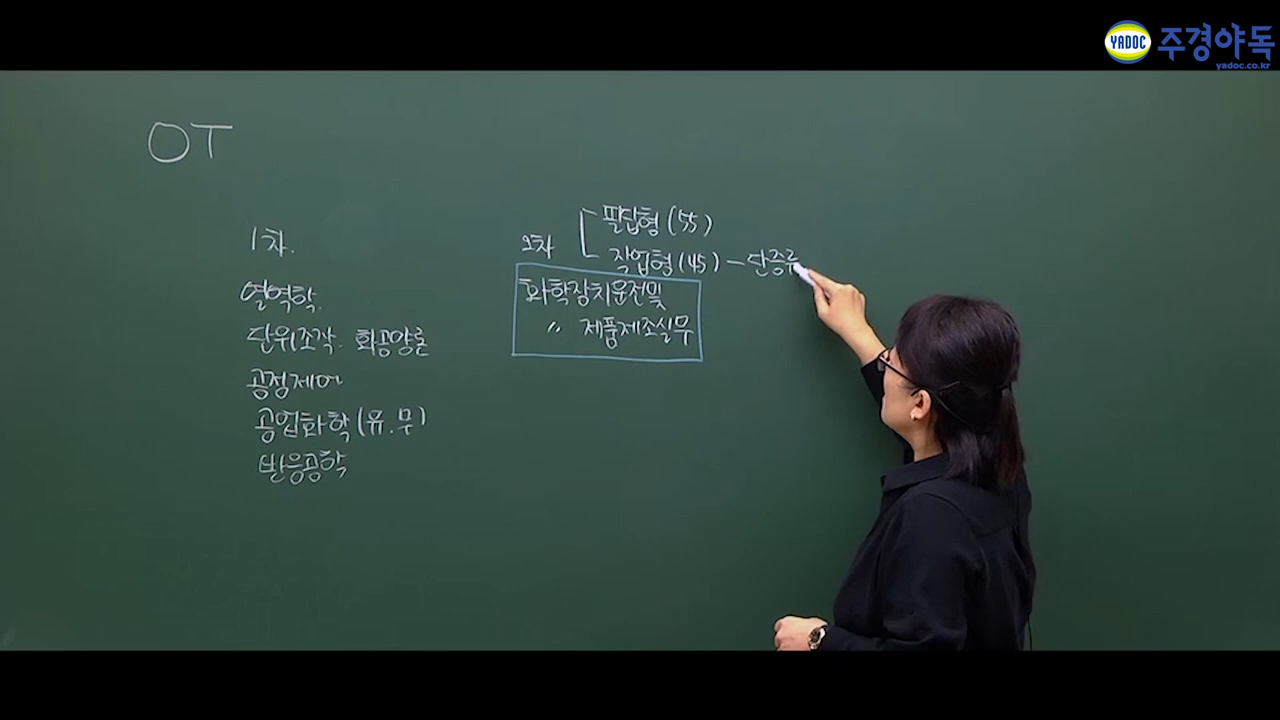 YADOC 주경야독
yadoc.co.kr
OT
1차.
열역학.
단위조작. 화공양론
공정제어
공업화학(유.무)
반응공학
2차
필답형(55)
작업형(45) - 단증류
화학장치운전및
〃 제품제조실무